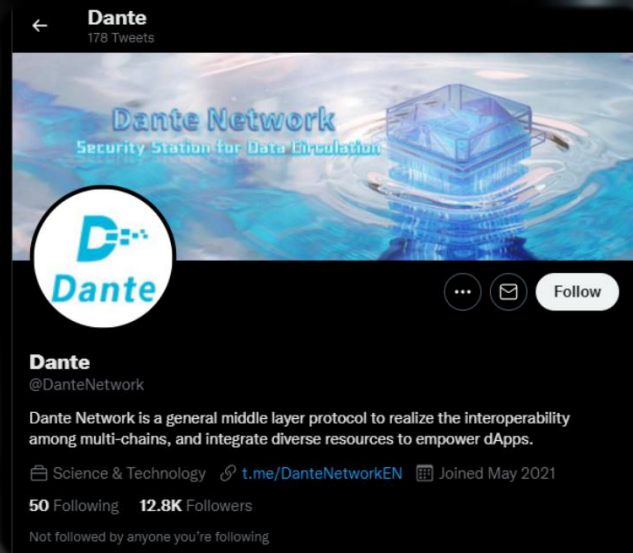 Dante
178 Tweets
Dante Network
Security Station for Data Circulation
Dante
Follow
Dante
@DanteNetwork
Dante Network is a general middle layer protocol to realize the interoperability
among multi-chains, and integrate diverse resources to empower dApps.
Science & Technology t.me/DanteNetworkEN Joined May 2021
50 Following 12.8K Followers
Not followed by anyone you're following